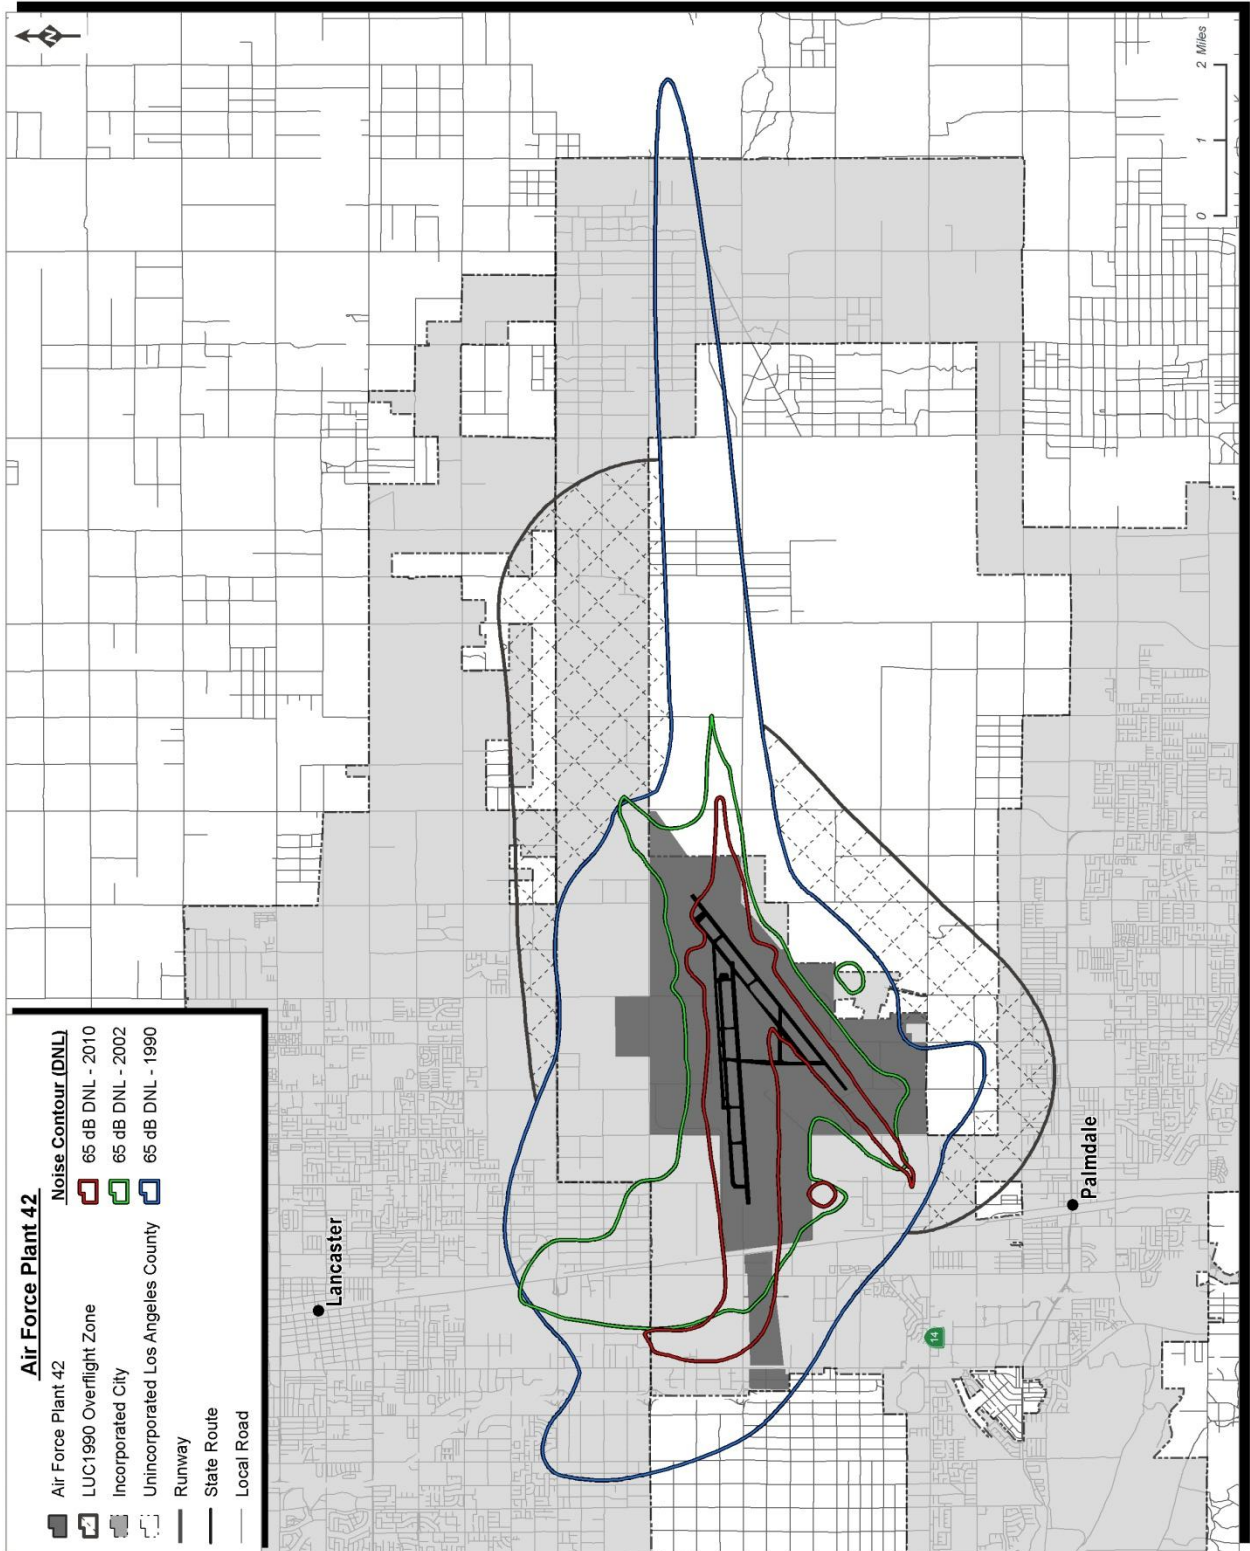 Air Force Plant 42
Air Force Plant 42
LUC1990 Overflight Zone
Incorporated City
Unincorporated Los Angeles County
Runway
State Route
Local Road
Noise Contour (DNL)
65 dB DNL - 2010
65 dB DNL - 2002
65 dB DNL - 1990
Lancaster
Palmdale
14
N
0 1 2 Miles